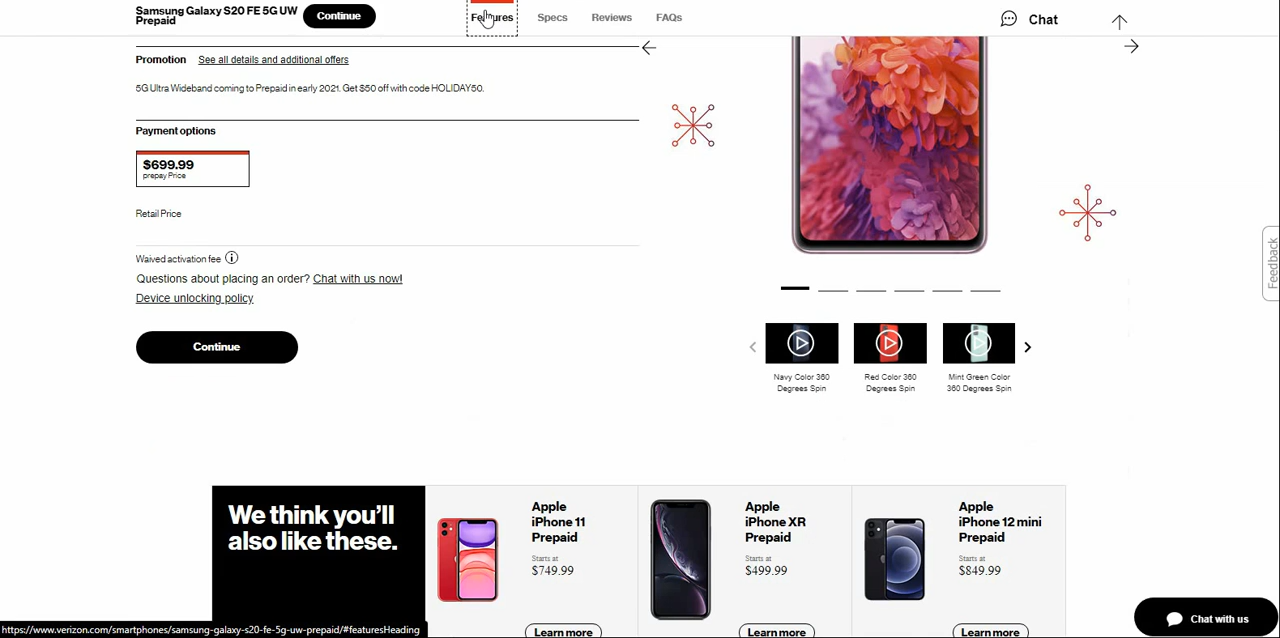 Samsung Galaxy S20 FE 5G UW
Prepaid
Continue
Features
Specs
Reviews
FAQs
Chat
Promotion
See all details and additional offers
5G Ultra Wideband coming to Prepaid in early 2021. Get $50 off with code HOLIDAY50.
Payment options
$699.99
prepay Price
Retail Price
Waived activation fee
Questions about placing an order? Chat with us now!
Device unlocking policy
Continue
Navy Color 360
Degrees Spin
Red Color 360
Degrees Spin
Mint Green Color
360 Degrees Spin
Feedback
We think you'll
also like these.
Apple
iPhone 11
Prepaid
Starts at
$749.99
Learn more
Apple
iPhone XR
Prepaid
Starts at
$499.99
Learn more
Apple
iPhone 12 mini
Prepaid
Starts at
$849.99
Learn more
Chat with us
https://www.verizon.com/smartphones/samsung-galaxy-s20-fe-5g-uw-prepaid/#featuresHeading